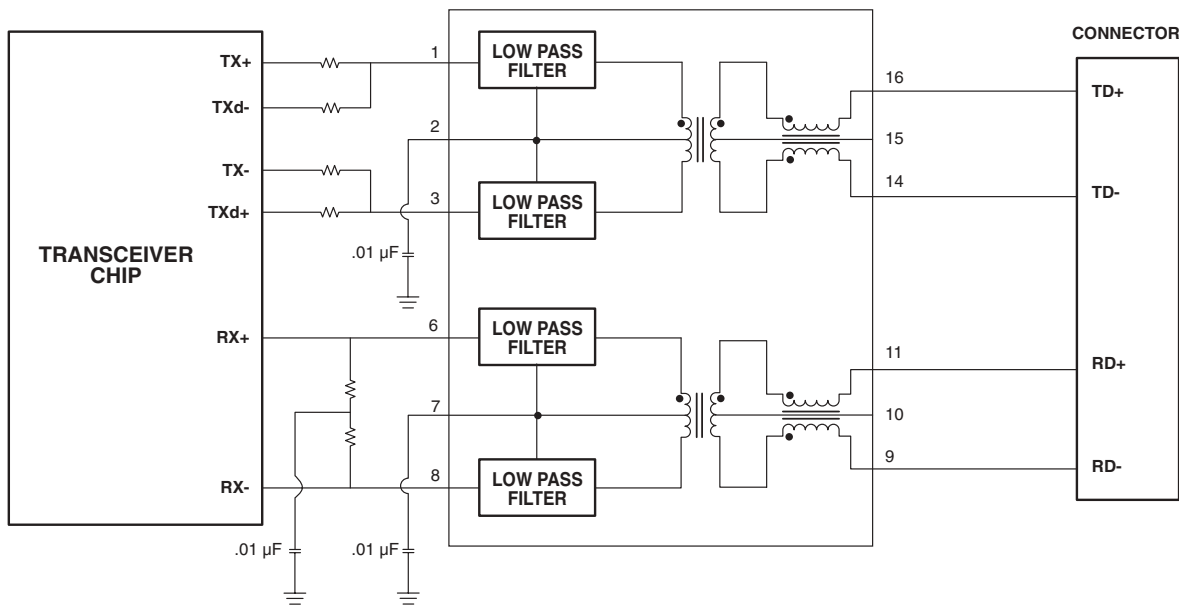 CONNECTOR
TX+
TXd-
TX-
TXd+
TRANSCEIVER
CHIP
RX+
RX-
1
2
3
.01 µF
6
7
8
.01 µF
.01 µF
LOW PASS
FILTER
LOW PASS
FILTER
LOW PASS
FILTER
LOW PASS
FILTER
16
15
14
11
10
9
TD+
TD-
RD+
RD-